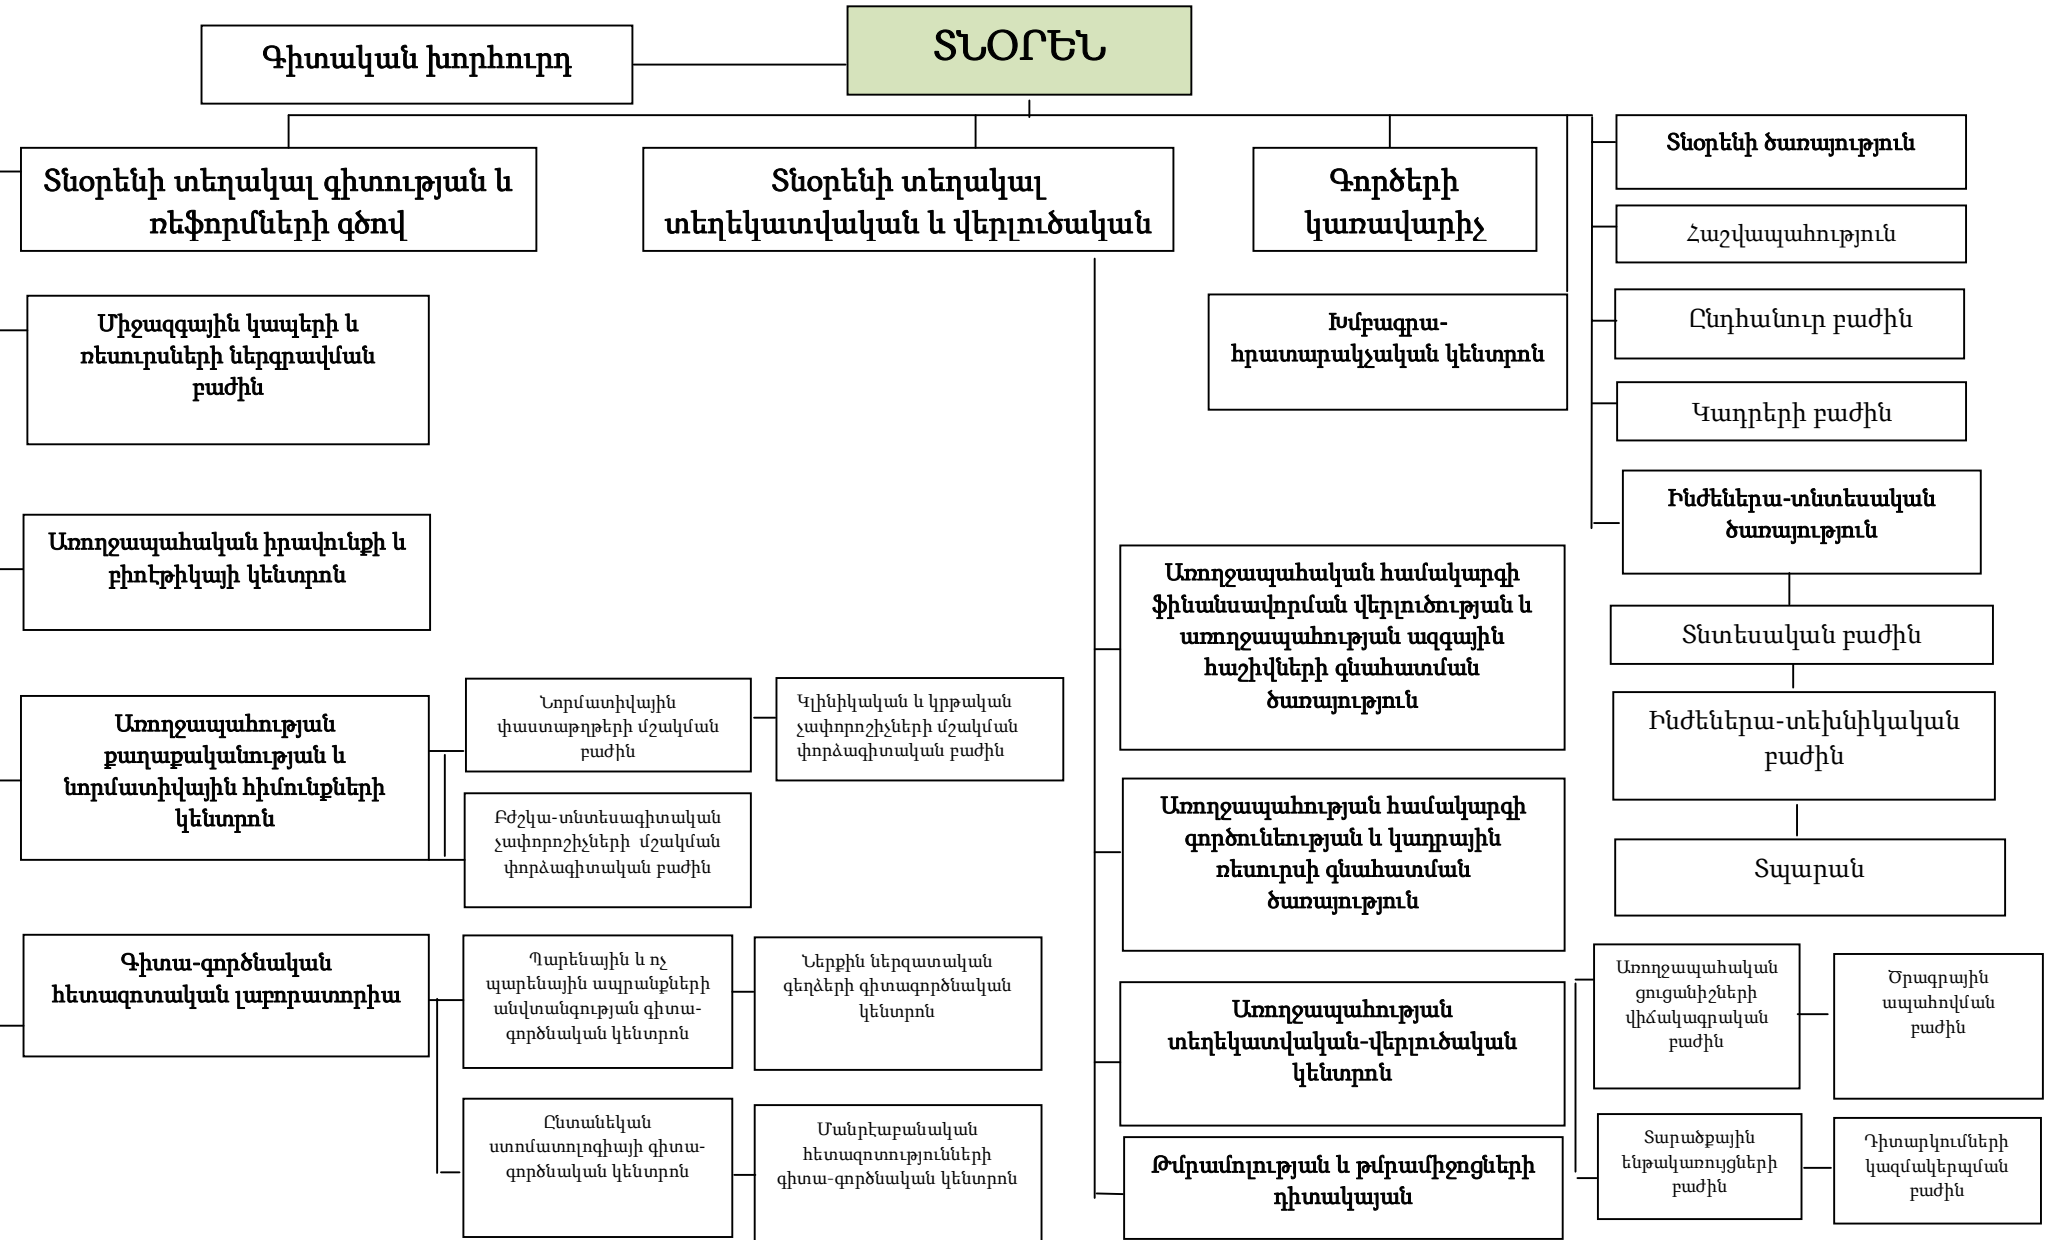 Գիտական խորհուրդ
ՏՆՕՐԵՆ
Տնօրենի տեղակալ գիտության և
ռեֆորմների գծով
Տնօրենի տեղակալ
տեղեկատվական և վերլուծական
Գործերի
կառավարիչ
Տնօրենի ծառայություն
Հաշվապահություն
Ընդհանուր բաժին
Կադրերի բաժին
Ինժեներա-տնտեսական
ծառայություն
Տնտեսական բաժին
Ինժեներա-տեխնիկական
բաժին
Տպարան
Խմբագրա-
հրատարակչական կենտրոն
Միջազգային կապերի և
ռեսուրսների ներգրավման
բաժին
Առողջապահական իրավունքի և
բիոէթիկայի կենտրոն
Առողջապահության
քաղաքականության և
նորմատիվային հիմունքների
կենտրոն
Նորմատիվային
փաստաղղթերի մշակման
բաժին
Կլինիկական և կրթական
չափորոշիչների մշակման
փորձագիտական բաժին
Բժշկա-տնտեսագիտական
չափորոշիչների մշակման
փորձագիտական բաժին
Գիտա-գործնական
հետազոտական լաբորատորիա
Պարենային և ոչ
պարենային ապրանքների
անվտանգության գիտա-
գործնական կենտրոն
Ներքին ներզատական
գեղձերի գիտագործնական
կենտրոն
Ընտանեկան
ստոմատոլոգիայի գիտա-
գործնական կենտրոն
Մանրէաբանական
հետազոտությունների
գիտա-գործնական կենտրոն
Առողջապահական համակարգի
ֆինանսավորման վերլուծության և
առողջապահության ազգային
հաշիվների գնահատման
ծառայություն
Առողջապահության համակարգի
գործունեության և կադրային
ռեսուրսի գնահատման
ծառայություն
Առողջապահության
տեղեկատվական-վերլուծական
կենտրոն
Թմրամոլության և թմրամիջոցների
դիտակայան
Առողջապահական
ցուցանիշների
վիճակագրական
բաժին
Ծրագրային
ապահովման
բաժին
Տարածքային
ենթակառույցների
բաժին
Դիտարկումների
կազմակերպման
բաժին